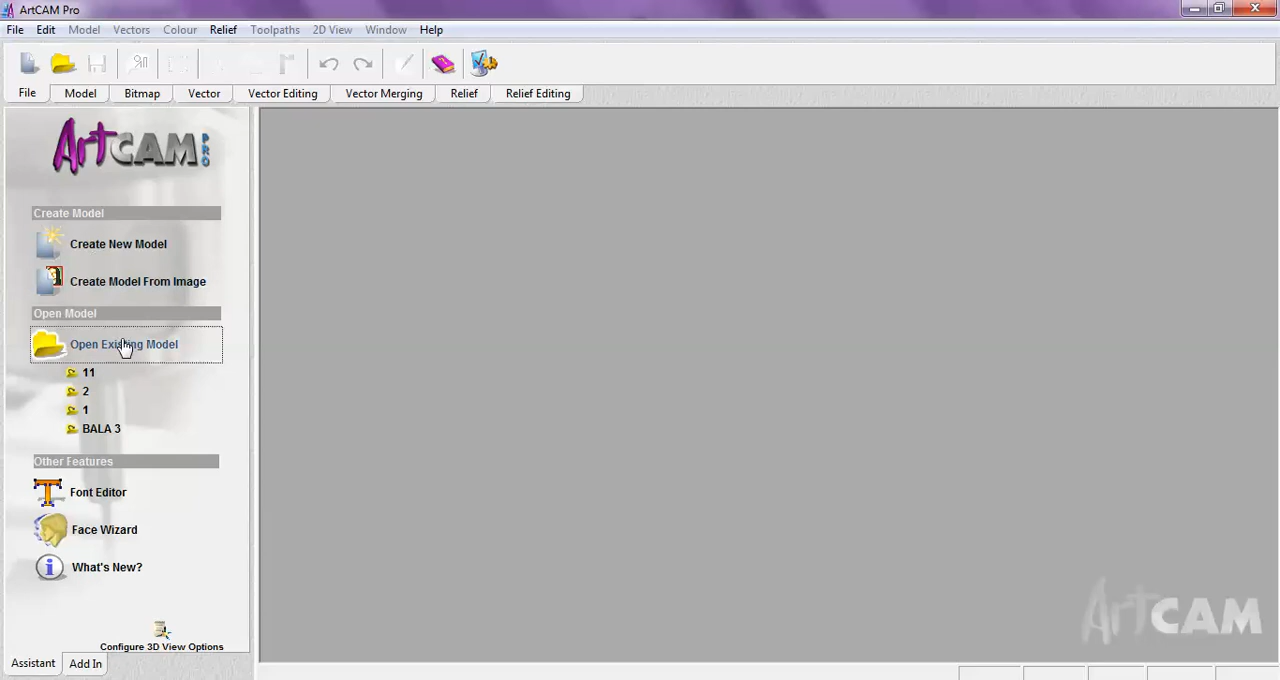 ArtCAM Pro
File Edit Model Vectors Colour Relief Toolpaths 2D View Window Help
File Model Bitmap Vector Vector Editing Vector Merging Relief Relief Editing
ArtCAM PRO
Create Model
Create New Model
Create Model From Image
Open Model
Open Existing Model
11
2
1
BALA 3
Other Features
Font Editor
Face Wizard
What's New?
Configure 3D View Options
Assistant Add In
ArtCAM